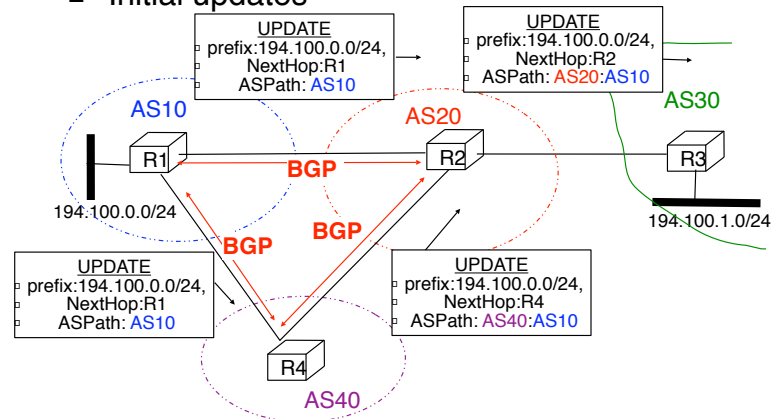 Initial updates
UPDATE
prefix:194.100.0.0/24,
NextHop:R1
ASPath: AS10
UPDATE
prefix:194.100.0.0/24,
NextHop:R2
ASPath: AS20:AS10
AS10
AS20
AS30
R1
BGP
R2
R3
194.100.0.0/24
194.100.1.0/24
BGP
BGP
UPDATE
prefix:194.100.0.0/24,
NextHop:R1
ASPath: AS10
UPDATE
prefix:194.100.0.0/24,
NextHop:R4
ASPath: AS40:AS10
R4
AS40